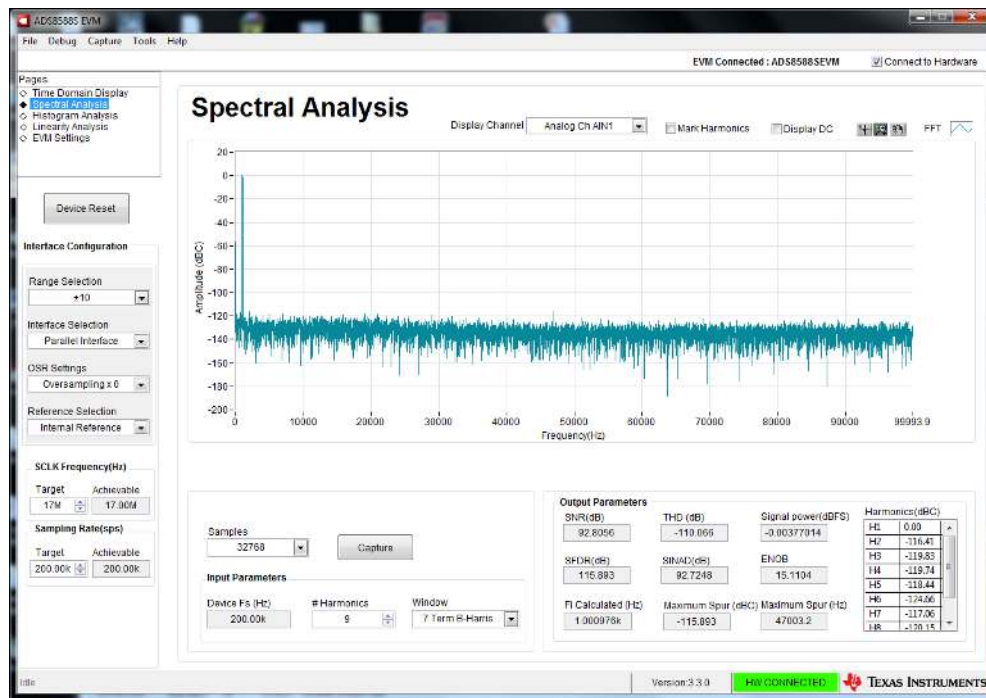 ADS8588S EVM
File Debug Capture Tools Help
EVM Connected : ADS8588SEVM Connect to Hardware
Pages
Time Domain Display
Spectral Analysis
Histogram Analysis
Linearity Analysis
EVM Settings
Device Reset
Interface Configuration
Range Selection
±10
Interface Selection
Parallel Interface
OSR Settings
Oversampling x 0
Reference Selection
Internal Reference
SCLK Frequency(Hz)
Target Achievable
17M 17.00M
Sampling Rate(sps)
Target Achievable
200.00k 200.00k
Spectral Analysis
Display Channel Analog Ch AIN1 Mark Harmonics Display DC FFT
20
0
-20
-40
-60
-80
-100
-120
-140
-160
-180
-200
Amplitude (dBC)
0 10000 20000 30000 40000 50000 60000 70000 80000 90000 99993.9
Frequency(Hz)
Samples
32768 Capture
Input Parameters
Device Fs (Hz) # Harmonics Window
200.00k 9 7 Term B-Harris
Output Parameters
SNR(dB) THD (dB) Signal power(dBFS)
92.8056 -110.066 -0.00377014
SFDR(dB) SINAD(dB) ENOB
115.893 92.7248 15.1104
Fi Calculated (Hz) Maximum Spur (dBC) Maximum Spur (Hz)
1.000976k -115.893 47003.2
Harmonics(dBC)
H1 0.00
H2 -116.41
H3 -119.83
H4 -119.74
H5 -118.44
H6 -124.66
H7 -117.06
H8 -120.15
Idle Version:3.3.0 HW CONNECTED TEXAS INSTRUMENTS